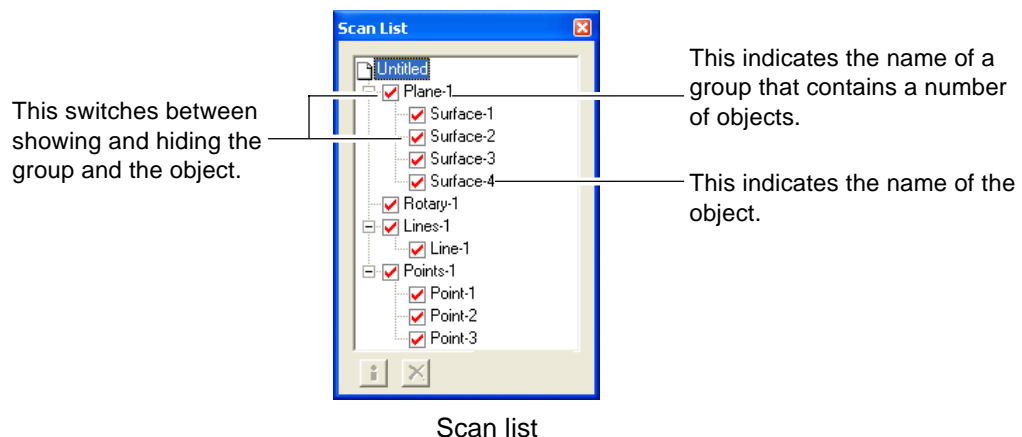 Scan List
Untitled
Plane-1
Surface-1
Surface-2
Surface-3
Surface-4
Rotary-1
Lines-1
Line-1
Points-1
Point-1
Point-2
Point-3
This switches between
showing and hiding the
group and the object.
This indicates the name of a
group that contains a number
of objects.
This indicates the name of the
object.
Scan list